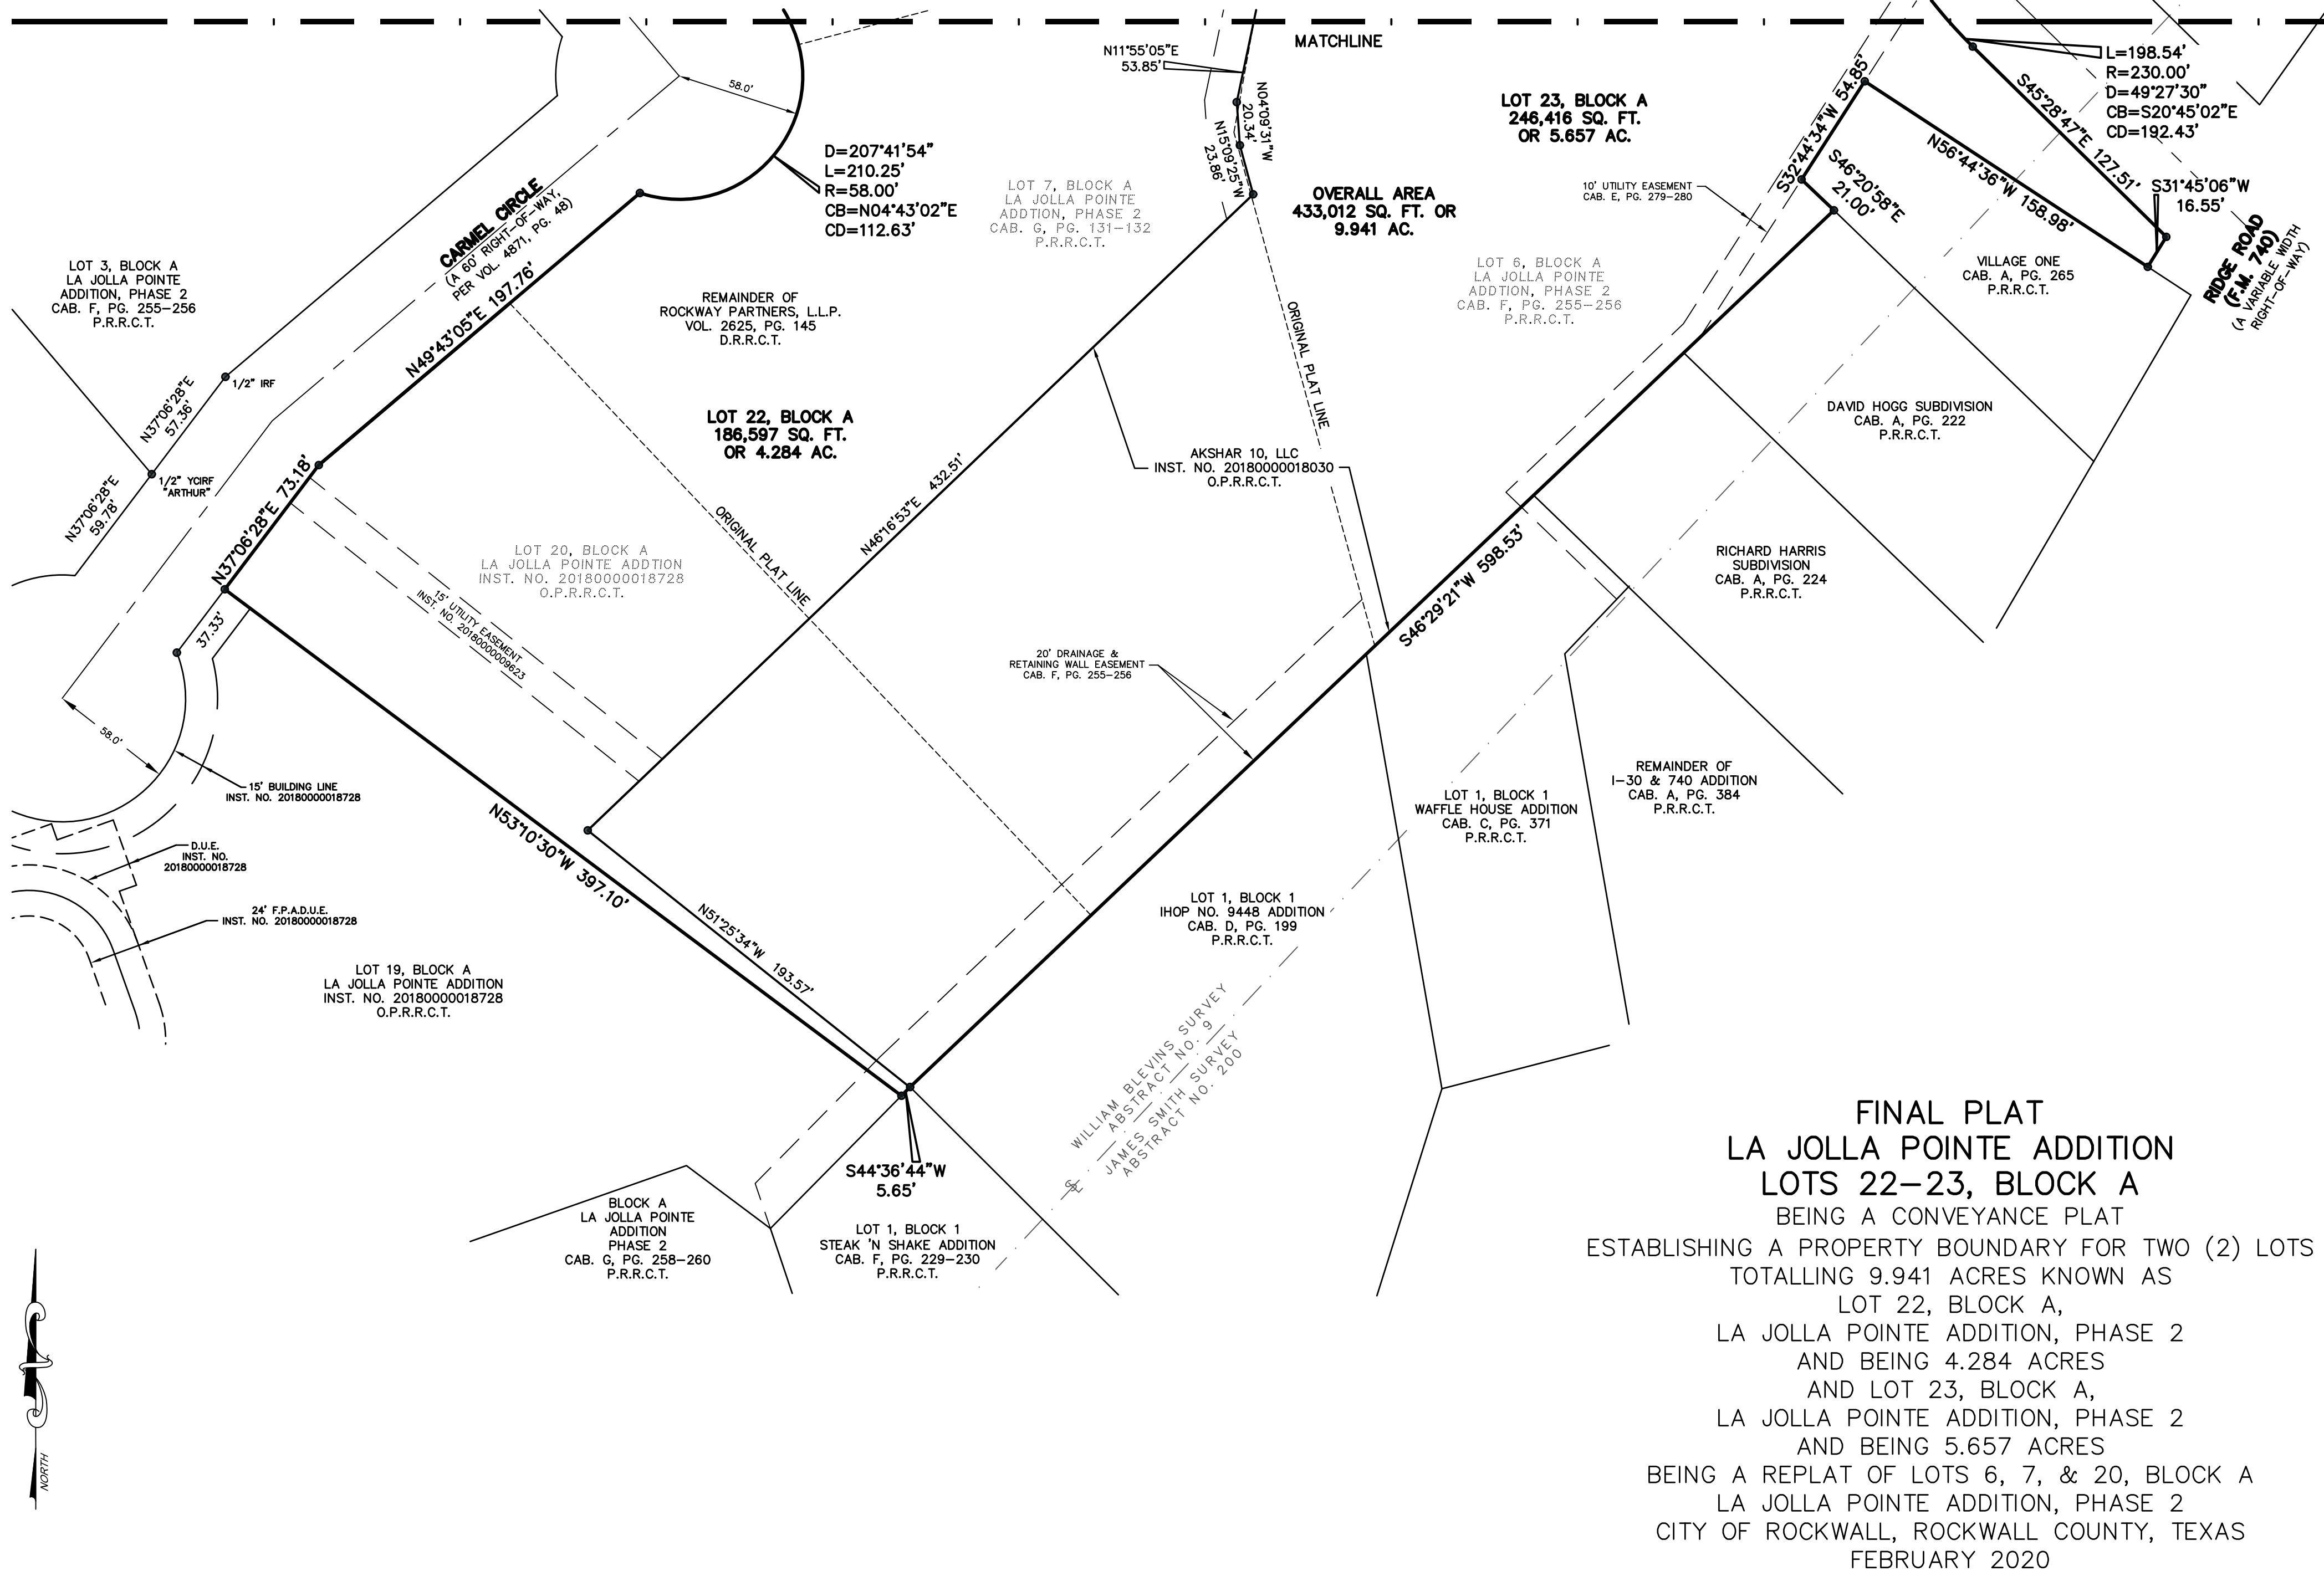 MATCHLINE
N11°55'05"E
53.85'
N04°09'31"W
20.34'
N15°09'25"W
23.86'
58.0'
D=207°41'54"
L=210.25'
R=58.00'
CB=N04°43'02"E
CD=112.63'
LOT 7, BLOCK A
LA JOLLA POINTE
ADDTION, PHASE 2
CAB. G, PG. 131-132
P.R.R.C.T.
LOT 23, BLOCK A
246,416 SQ. FT.
OR 5.657 AC.
OVERALL AREA
433,012 SQ. FT. OR
9.941 AC.
10' UTILITY EASEMENT
CAB. E, PG. 279-280
S32°44'34"W 54.85'
S46°20'58"E
21.00'
N56°44'36"W 158.98'
S45°28'47"E 127.51'
L=198.54'
R=230.00'
D=49°27'30"
CB=S20°45'02"E
CD=192.43'
S31°45'06"W
16.55'
RIDGE ROAD
(F.M. 740)
(A VARIABLE WIDTH
RIGHT-OF-WAY)
VILLAGE ONE
CAB. A, PG. 265
P.R.R.C.T.
LOT 6, BLOCK A
LA JOLLA POINTE
ADDTION, PHASE 2
CAB. F, PG. 255-256
P.R.R.C.T.
CARMEL CIRCLE
(A 60' RIGHT-OF-WAY,
PER VOL. 4871, PG. 48)
N49°43'05"E 197.76'
LOT 3, BLOCK A
LA JOLLA POINTE
ADDITION, PHASE 2
CAB. F, PG. 255-256
P.R.R.C.T.
REMAINDER OF
ROCKWAY PARTNERS, L.L.P.
VOL. 2625, PG. 145
D.R.R.C.T.
ORIGINAL PLAT LINE
N37°06'28"E
57.36'
1/2" IRF
LOT 22, BLOCK A
186,597 SQ. FT.
OR 4.284 AC.
DAVID HOGG SUBDIVISION
CAB. A, PG. 222
P.R.R.C.T.
AKSHAR 10, LLC
INST. NO. 20180000018030
O.P.R.R.C.T.
N37°06'28"E
59.78'
1/2" YCIRF
"ARTHUR"
N37°06'28"E 73.18'
N46°16'53"E 432.51'
ORIGINAL PLAT LINE
LOT 20, BLOCK A
LA JOLLA POINTE ADDTION
INST. NO. 20180000018728
O.P.R.R.C.T.
15' UTILITY EASEMENT
INST. NO. 20180000009623
S46°29'21"W 598.53'
RICHARD HARRIS
SUBDIVISION
CAB. A, PG. 224
P.R.R.C.T.
37.33'
20' DRAINAGE &
RETAINING WALL EASEMENT
CAB. F, PG. 255-256
58.0'
15' BUILDING LINE
INST. NO. 20180000018728
N53°10'30"W 397.10'
REMAINDER OF
I-30 & 740 ADDITION
CAB. A, PG. 384
P.R.R.C.T.
LOT 1, BLOCK 1
WAFFLE HOUSE ADDITION
CAB. C, PG. 371
P.R.R.C.T.
D.U.E.
INST. NO.
20180000018728
24' F.P.A.D.U.E.
INST. NO. 20180000018728
N51°25'34"W 193.57'
LOT 1, BLOCK 1
IHOP NO. 9448 ADDITION
CAB. D, PG. 199
P.R.R.C.T.
LOT 19, BLOCK A
LA JOLLA POINTE ADDITION
INST. NO. 20180000018728
O.P.R.R.C.T.
WILLIAM BLEVINS SURVEY
ABSTRACT NO. 9
JAMES SMITH SURVEY
ABSTRACT NO. 200
S44°36'44"W
5.65'
BLOCK A
LA JOLLA POINTE
ADDITION
PHASE 2
CAB. G, PG. 258-260
P.R.R.C.T.
LOT 1, BLOCK 1
STEAK 'N SHAKE ADDITION
CAB. F, PG. 229-230
P.R.R.C.T.
NORTH
FINAL PLAT
LA JOLLA POINTE ADDITION
LOTS 22-23, BLOCK A
BEING A CONVEYANCE PLAT
ESTABLISHING A PROPERTY BOUNDARY FOR TWO (2) LOTS
TOTALLING 9.941 ACRES KNOWN AS
LOT 22, BLOCK A,
LA JOLLA POINTE ADDITION, PHASE 2
AND BEING 4.284 ACRES
AND LOT 23, BLOCK A,
LA JOLLA POINTE ADDITION, PHASE 2
AND BEING 5.657 ACRES
BEING A REPLAT OF LOTS 6, 7, & 20, BLOCK A
LA JOLLA POINTE ADDITION, PHASE 2
CITY OF ROCKWALL, ROCKWALL COUNTY, TEXAS
FEBRUARY 2020